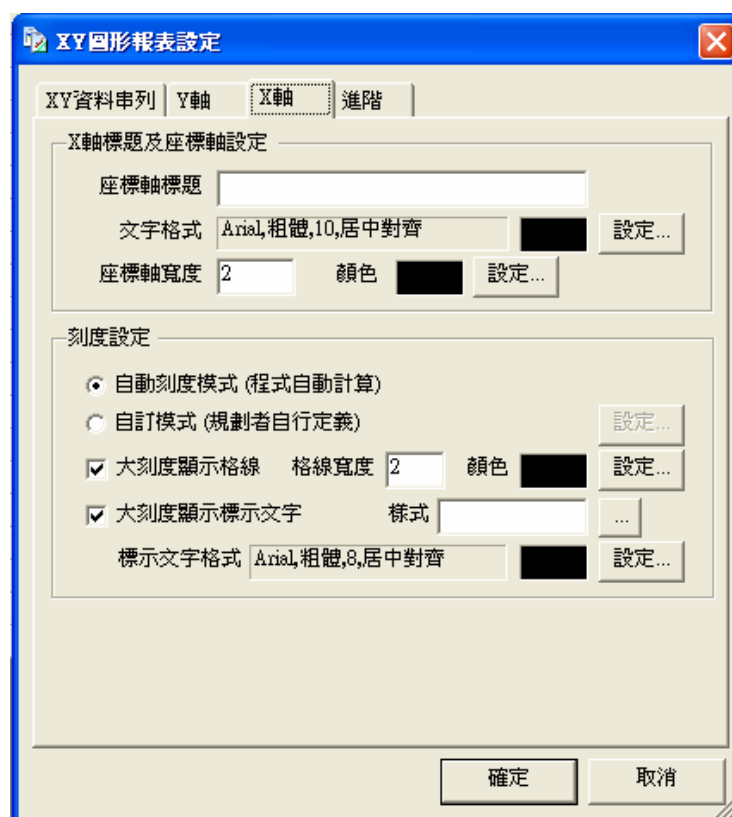 XY圖形報表設定
XY資料串列 Y軸 X軸 進階
X軸標題及座標軸設定
座標軸標題
文字格式 Arial,粗體,10,居中對齊 設定...
座標軸寬度 2 顏色 設定...
刻度設定
自動刻度模式 (程式自動計算)
自訂模式 (規劃者自行定義) 設定...
大刻度顯示格線 格線寬度 2 顏色 設定...
大刻度顯示標示文字 樣式 ...
標示文字格式 Arial,粗體,8,居中對齊 設定...
確定 取消